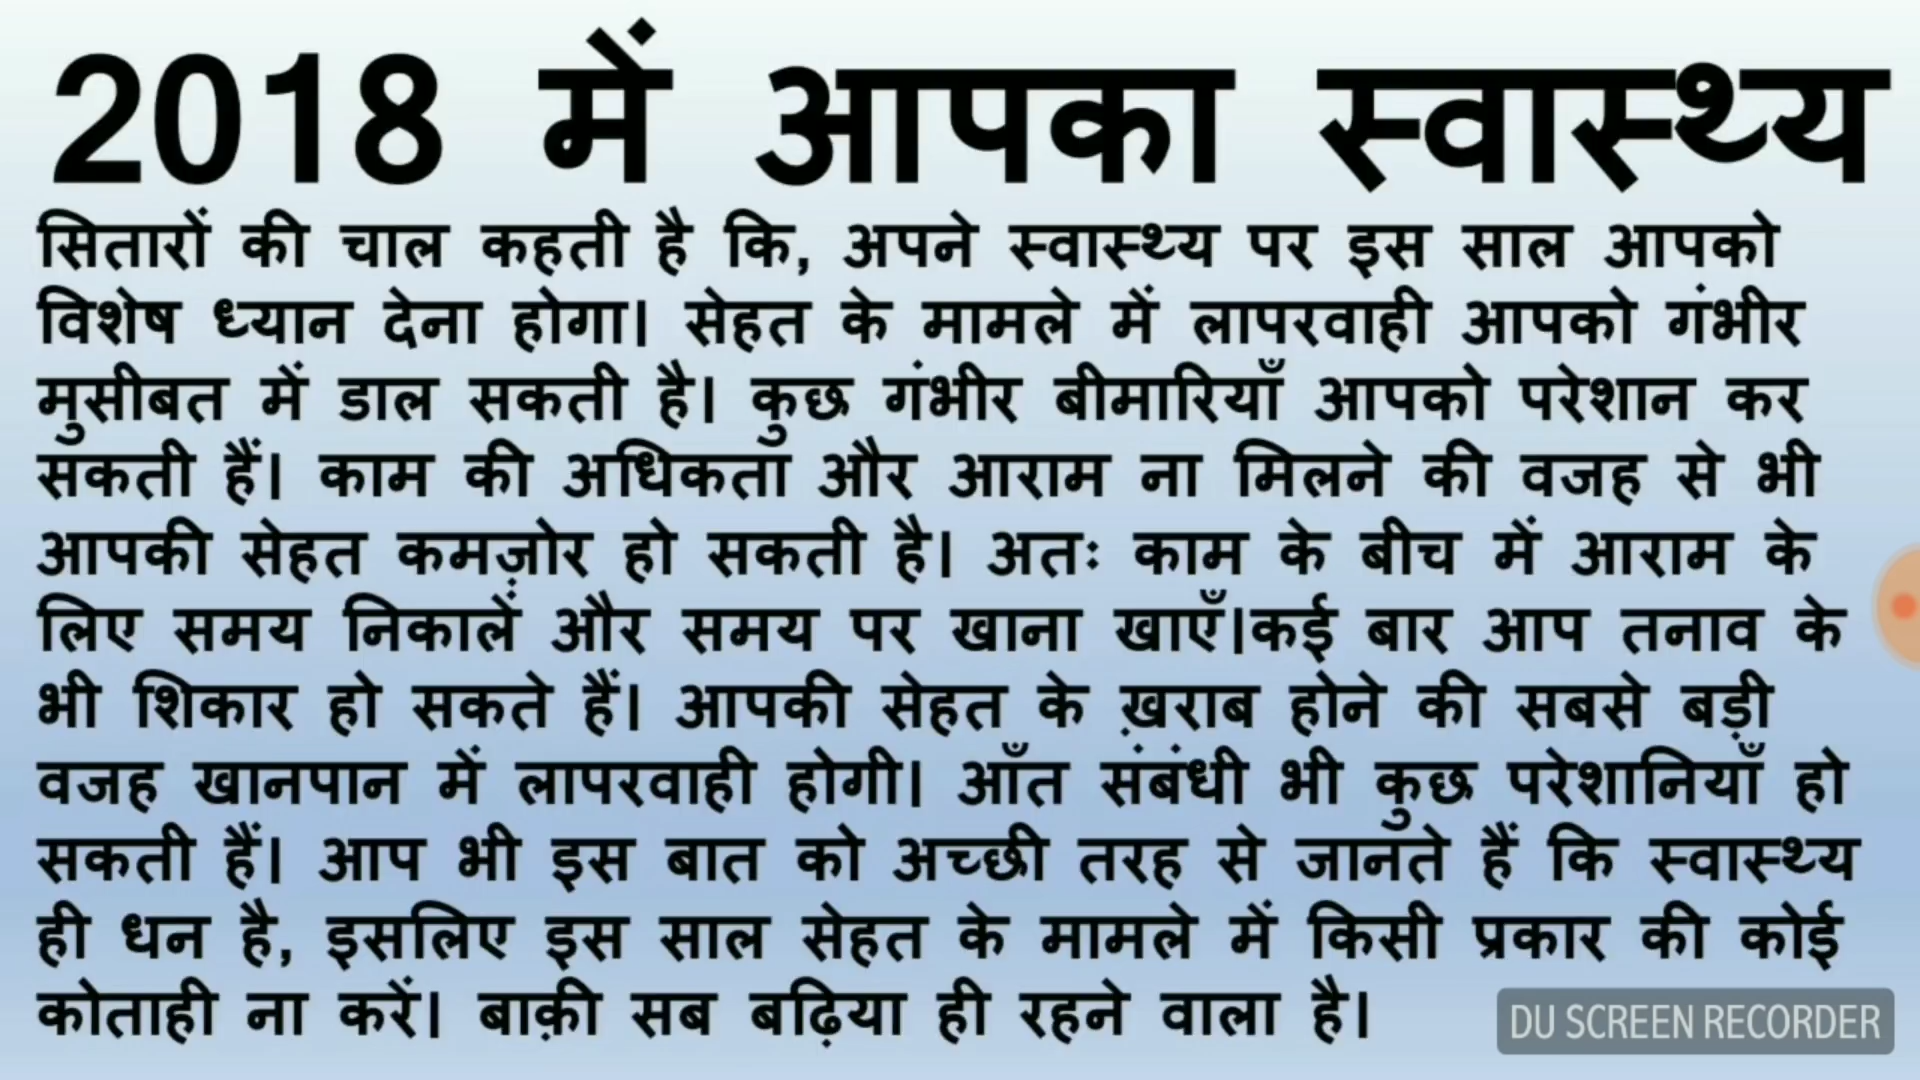 2018 में आपका स्वास्थ्य
सितारों की चाल कहती है कि, अपने स्वास्थ्य पर इस साल आपको
विशेष ध्यान देना होगा। सेहत के मामले में लापरवाही आपको गंभीर
मुसीबत में डाल सकती है। कुछ गंभीर बीमारियाँ आपको परेशान कर
सकती हैं। काम की अधिकता और आराम ना मिलने की वजह से भी
आपकी सेहत कमज़ोर हो सकती है। अतः काम के बीच में आराम के
लिए समय निकालें और समय पर खाना खाएँ।कई बार आप तनाव के
भी शिकार हो सकते हैं। आपकी सेहत के ख़राब होने की सबसे बड़ी
वजह खानपान में लापरवाही होगी। आँत संबंधी भी कुछ परेशानियाँ हो
सकती हैं। आप भी इस बात को अच्छी तरह से जानते हैं कि स्वास्थ्य
ही धन है, इसलिए इस साल सेहत के मामले में किसी प्रकार की कोई
कोताही ना करें। बाक़ी सब बढ़िया ही रहने वाला है।
DU SCREEN RECORDER